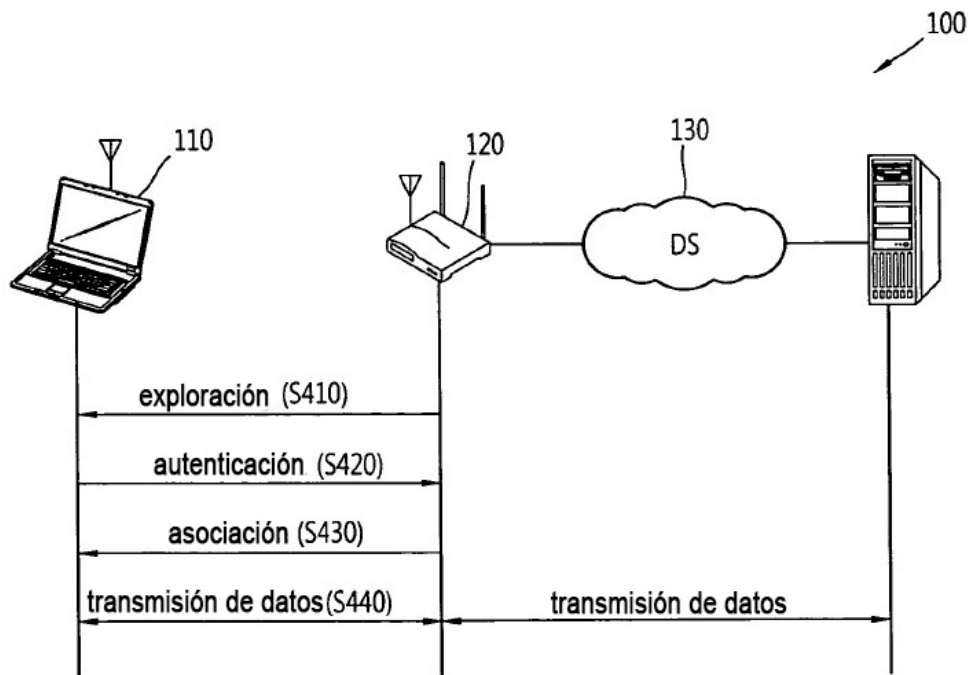 100
110
120
130
DS
exploración (S410)
autenticación (S420)
asociación (S430)
transmisión de datos(S440)
transmisión de datos